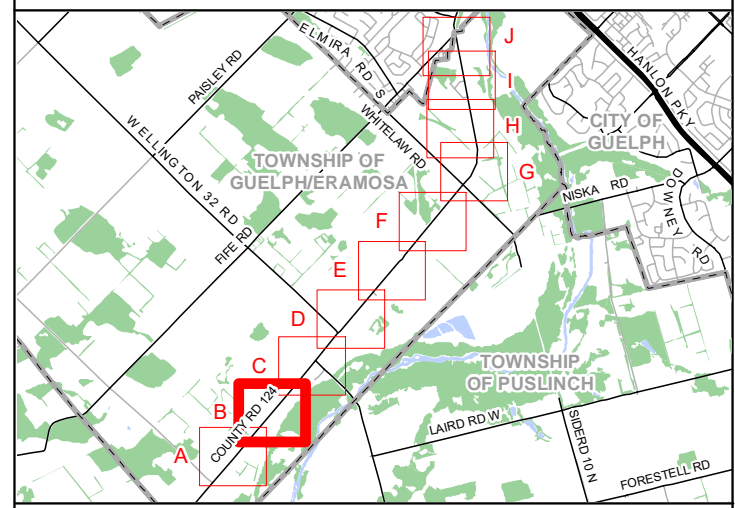 J
ELMIRA RD S
I
HANLON PKY
PAISLEY RD
WHITELAW RD
H
CITY OF
GUELPH
WELLINGTON 32 RD
TOWNSHIP OF
GUELPH/ERAMOSA
G
NISKA RD
DOWNEY RD
F
FIFE RD
E
D
C
TOWNSHIP
OF PUSLINCH
B
COUNTY RD 124
LAIRD RD W
SIDERD 10 N
A
FORESTELL RD